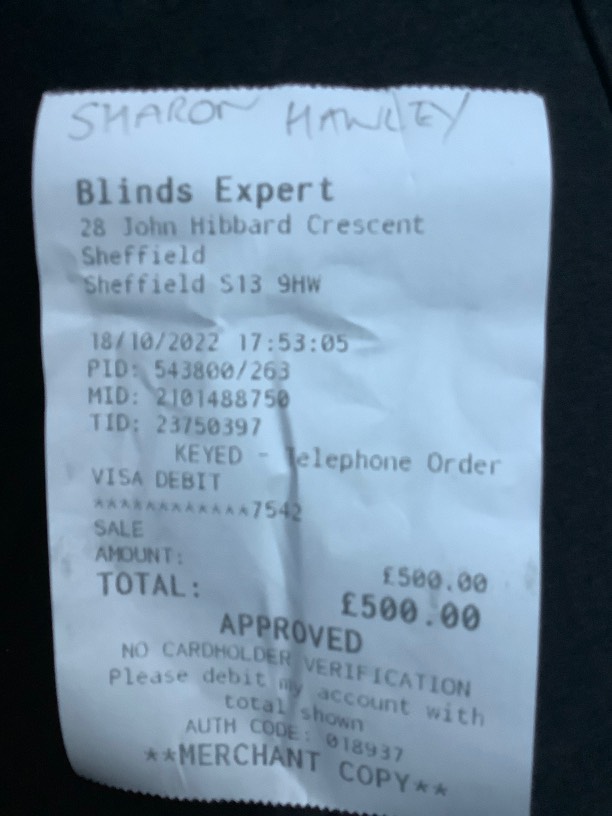 SHARON HAWLEY
Blinds Expert
28 John Hibbard Crescent
Sheffield
Sheffield S13 9HW
18/10/2022 17:53:05
PID: 543800/263
MID: 2101488750
TID: 23750397
KEYED - Telephone Order
VISA DEBIT
************7542
SALE
AMOUNT: £500.00
TOTAL: £500.00
APPROVED
NO CARDHOLDER VERIFICATION
Please debit my account with
total shown
AUTH CODE: 018937
**MERCHANT COPY**